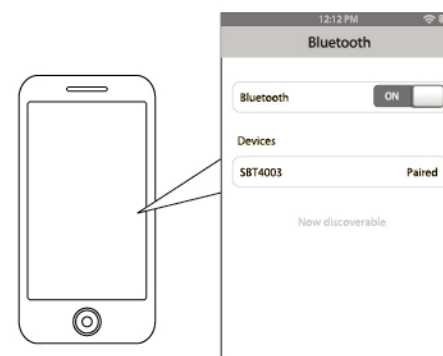 12:12 PM
Bluetooth
Bluetooth ON
Devices
SBT4003 Paired
Now discoverable